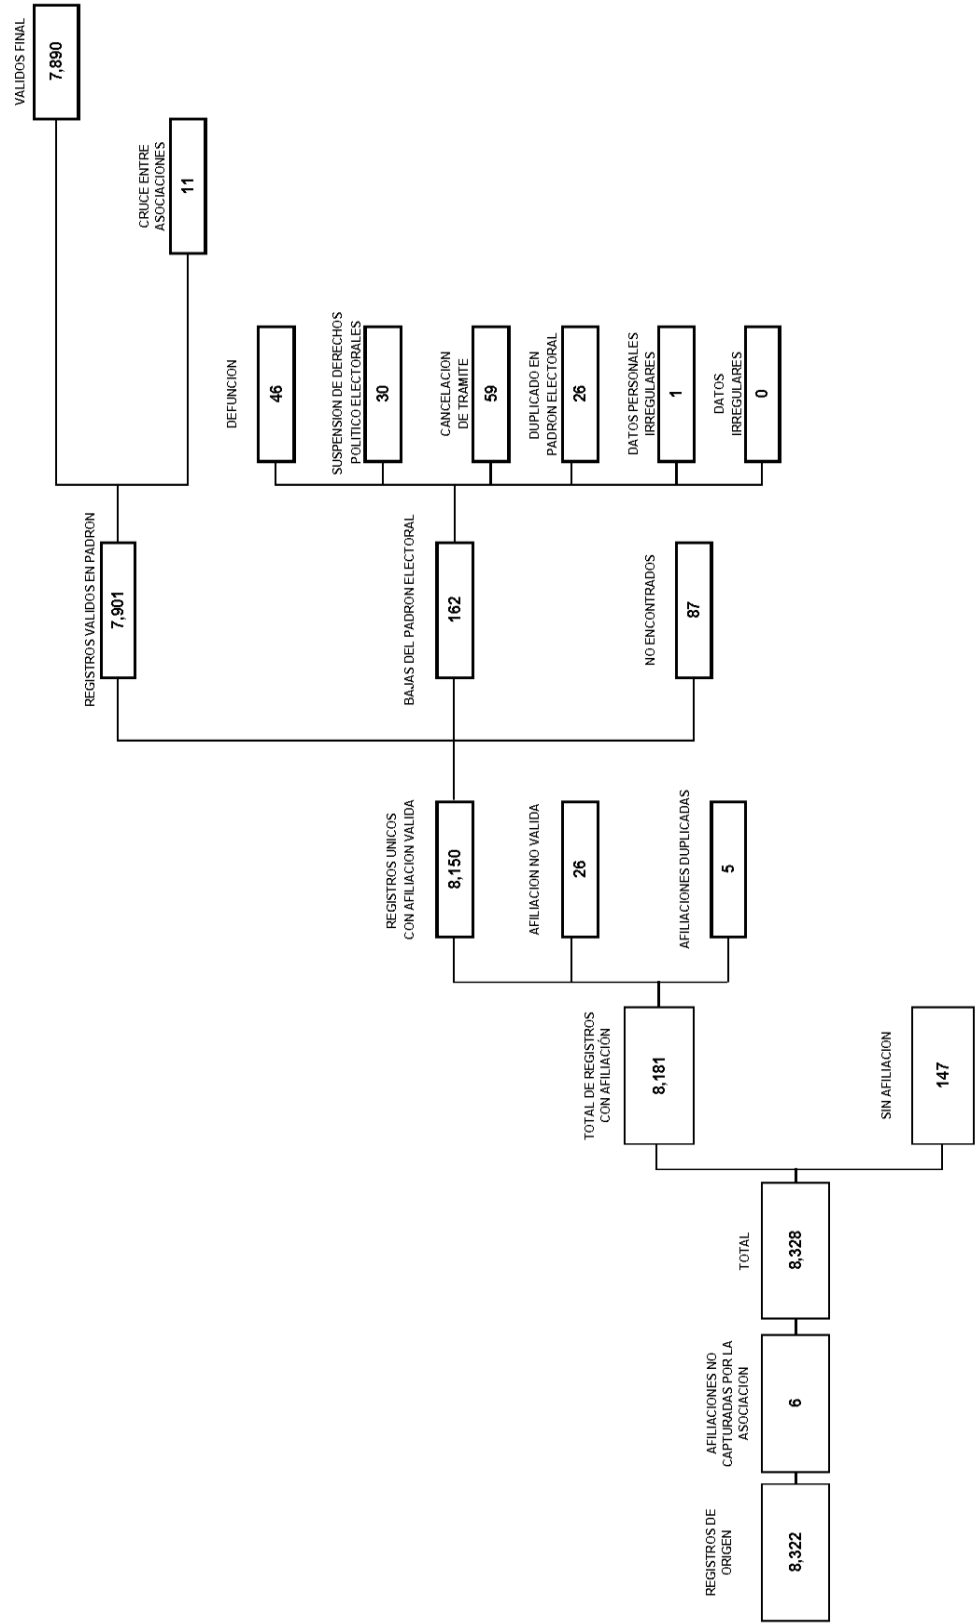 REGISTROS DE
ORIGEN
8,322
AFILIACIONES NO
CAPTURADAS POR LA
ASOCIACION
6
TOTAL
8,328
TOTAL DE REGISTROS
CON AFILIACIÓN
8,181
SIN AFILIACION
147
REGISTROS UNICOS
CON AFILIACION VALIDA
8,150
AFILIACION NO VALIDA
26
AFILIACIONES DUPLICADAS
5
REGISTROS VALIDOS EN PADRON
7,901
BAJAS DEL PADRON ELECTORAL
162
NO ENCONTRADOS
87
DEFUNCION
46
SUSPENSION DE DERECHOS
POLITICO ELECTORALES
30
CANCELACION
DE TRAMITE
59
DUPLICADO EN
PADRON ELECTORAL
26
DATOS PERSONALES
IRREGULARES
1
DATOS
IRREGULARES
0
CRUCE ENTRE
ASOCIACIONES
11
VALIDOS FINAL
7,890